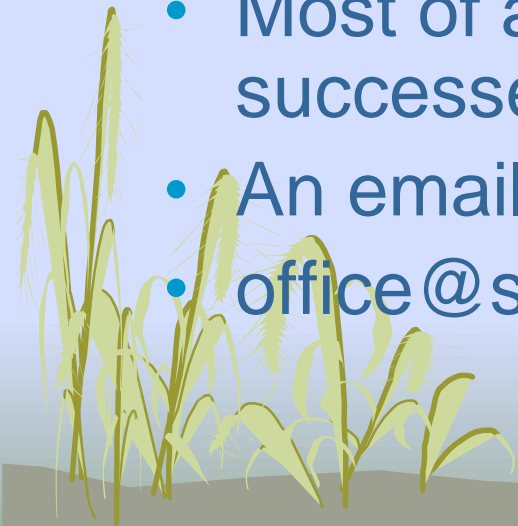 • Most of a
successe
• An email
• office@s